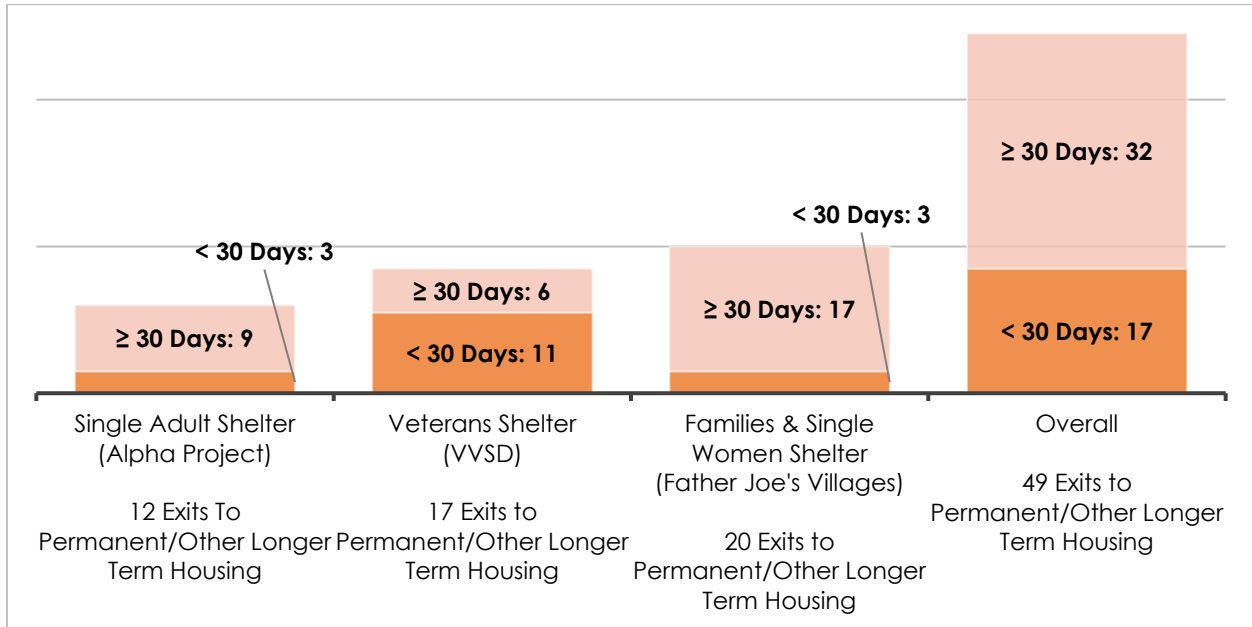 ≥ 30 Days: 32
< 30 Days: 3
< 30 Days: 3
≥ 30 Days: 6
≥ 30 Days: 17
≥ 30 Days: 9
< 30 Days: 11
< 30 Days: 17
Single Adult Shelter
(Alpha Project)
12 Exits To
Permanent/Other Longer
Term Housing
Veterans Shelter
(VVSD)
17 Exits to
Permanent/Other Longer
Term Housing
Families & Single
Women Shelter
(Father Joe's Villages)
20 Exits to
Permanent/Other Longer
Term Housing
Overall
49 Exits to
Permanent/Other Longer
Term Housing